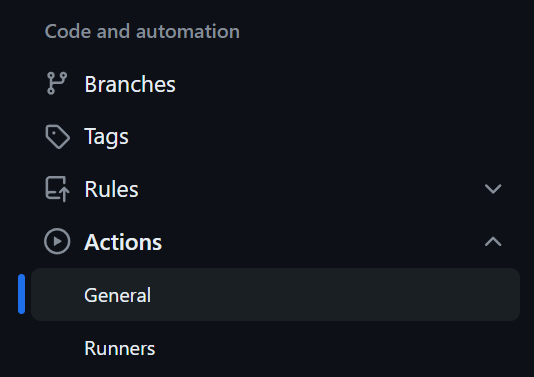 Code and automation
Branches
Tags
Rules
Actions
General
Runners